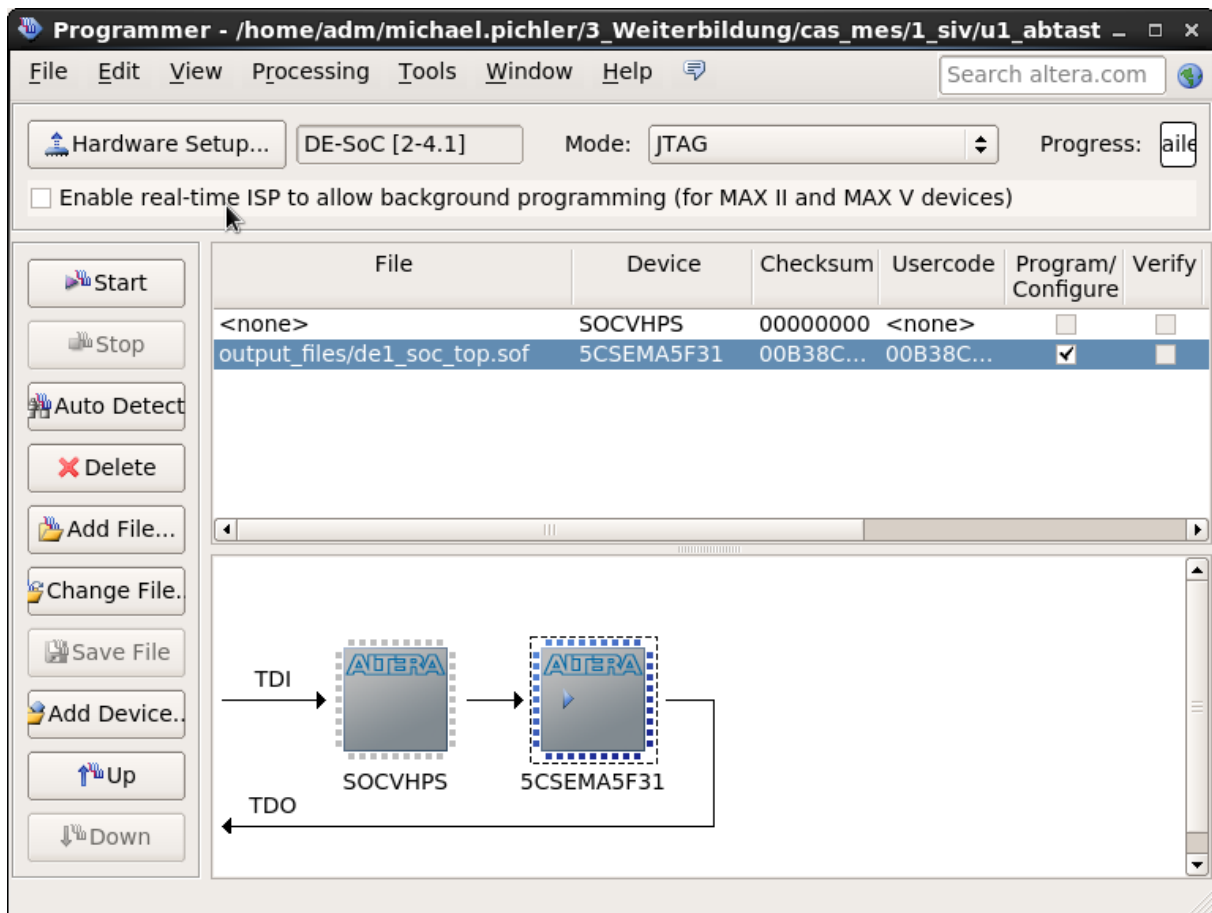 Programmer - /home/adm/michael.pichler/3_Weiterbildung/cas_mes/1_siv/u1_abtast
File Edit View Processing Tools Window Help Search altera.com
Hardware Setup... DE-SoC [2-4.1] Mode: JTAG Progress: aile
Enable real-time ISP to allow background programming (for MAX II and MAX V devices)
Start
Stop
Auto Detect
Delete
Add File...
Change File.
Save File
Add Device.
Up
Down
File Device Checksum Usercode Program/ Verify
Configure
<none> SOCVHPS 00000000 <none>
output_files/de1_soc_top.sof 5CSEMA5F31 00B38C... 00B38C...
TDI
ALTERA ALTERA
SOCVHPS 5CSEMA5F31
TDO